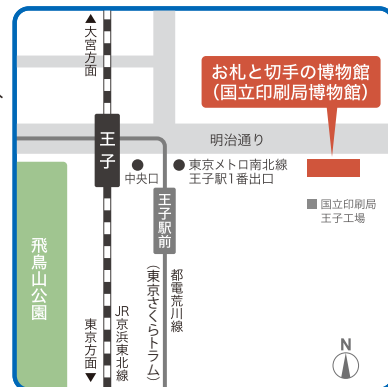 ▲大宮方面
お札と切手の博物館
（国立印刷局博物館）
王子
明治通り
中央口
東京メトロ南北線
王子駅1番出口
王子駅前
国立印刷局
王子工場
飛鳥山公園
東京方面▼
JR京浜東北線
（東京さくらトラム）
都電荒川線
N